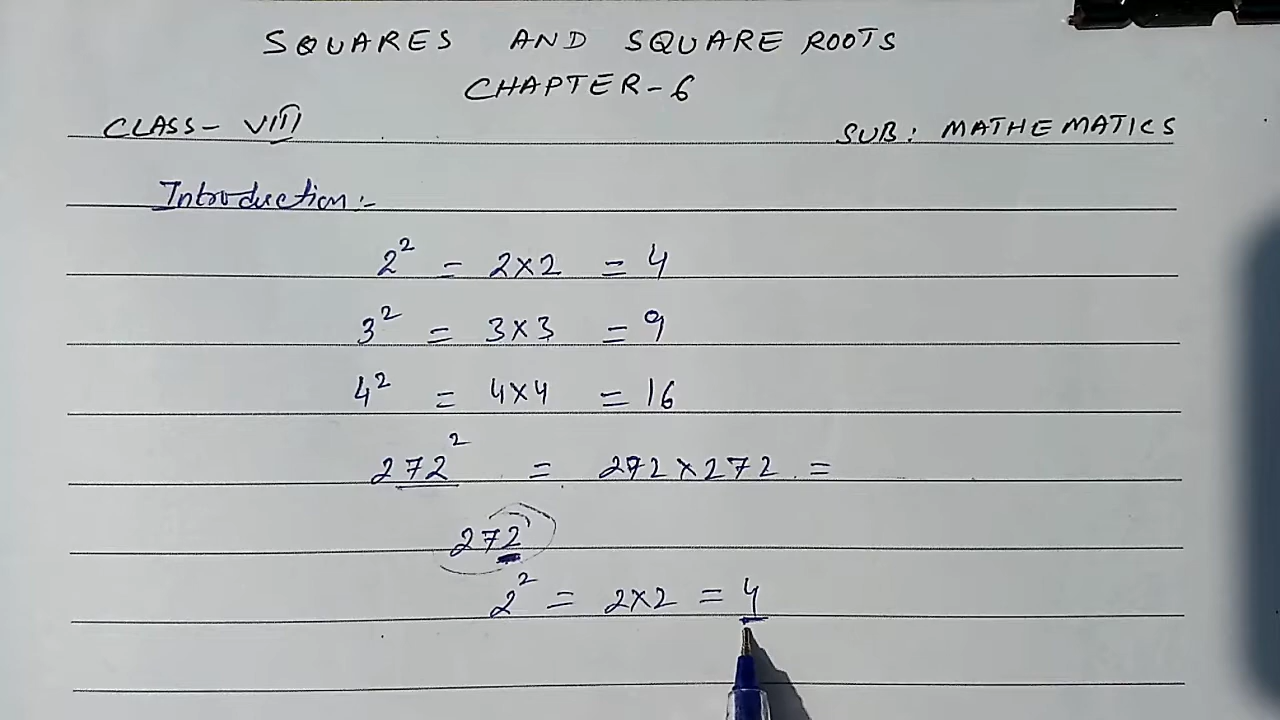 SQUARES AND SQUARE ROOTS
CHAPTER-6
CLASS- VIII SUB: MATHEMATICS
Introduction:-
2² = 2×2 = 4
3² = 3×3 = 9
4² = 4×4 = 16
272² = 272×272 =
272
2² = 2×2 = 4